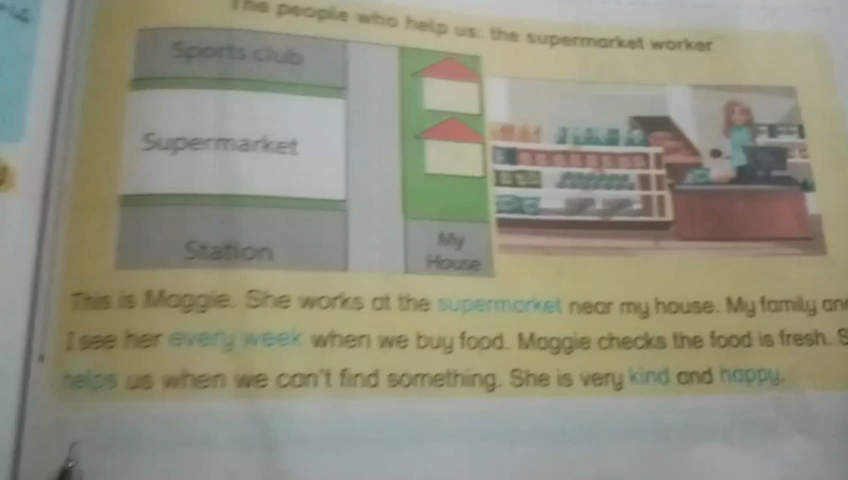 The people who help us: the supermarket worker
Sports club
Supermarket
Station
My
House
This is Maggie. She works at the supermarket near my house. My family an
I see her every week when we buy food. Maggie checks the food is fresh. S
helps us when we can't find something. She is very kind and happy.